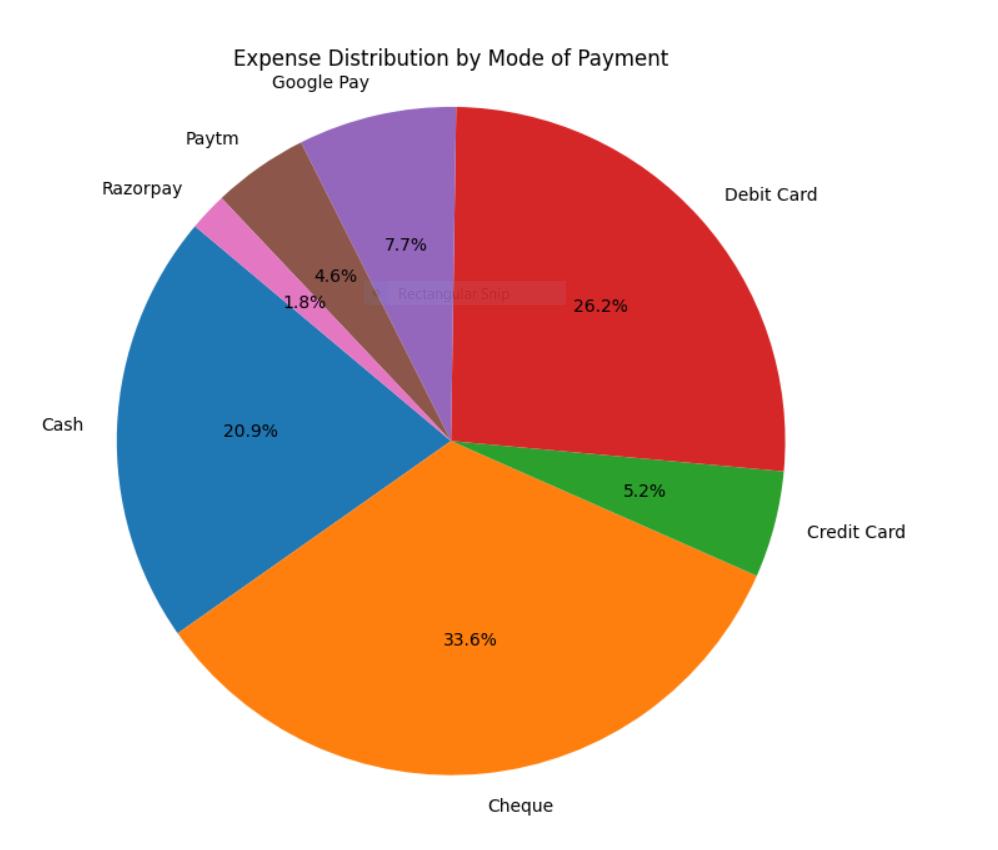 Expense Distribution by Mode of Payment
Google Pay
Paytm
Debit Card
Razorpay
7.7%
4.6%
Rectangular Snip
1.8%
26.2%
Cash
20.9%
5.2%
Credit Card
33.6%
Cheque